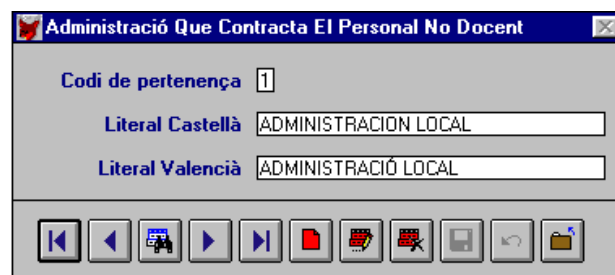 Administració Que Contracta El Personal No Docent
Codi de pertenença 1
Literal Castellà ADMINISTRACION LOCAL
Literal Valencià ADMINISTRACIÓ LOCAL